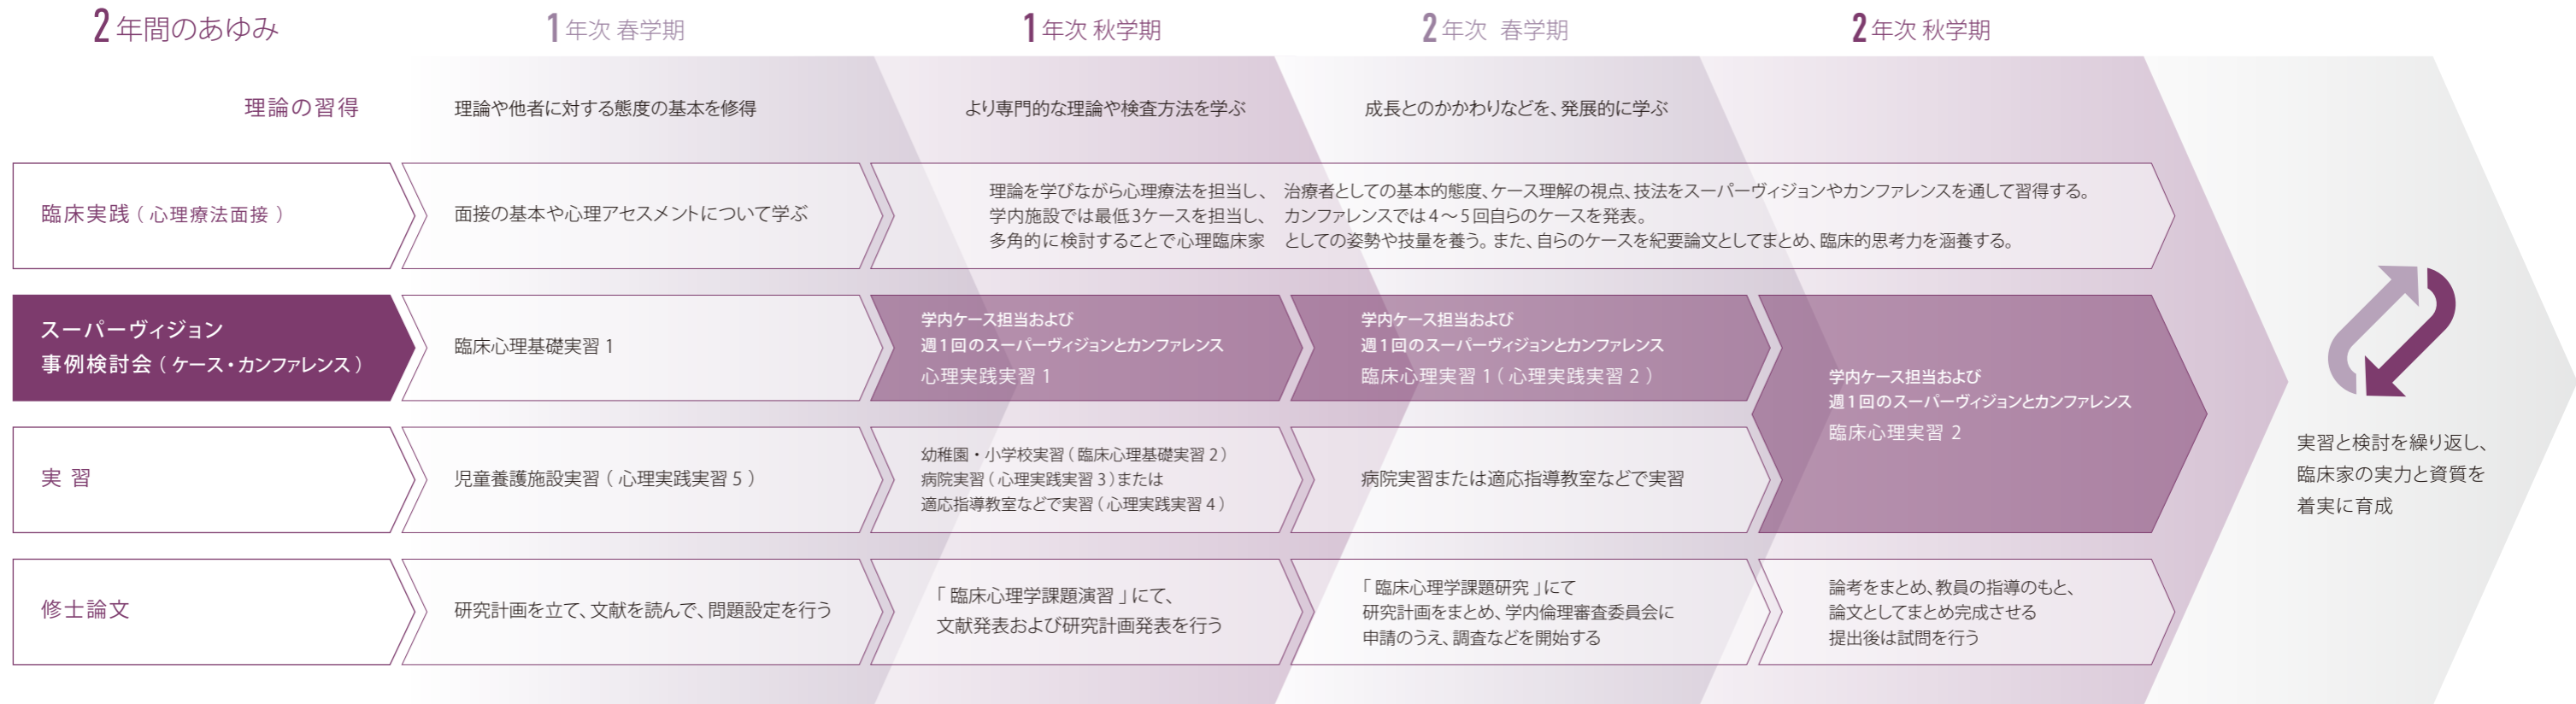 2年間のあゆみ
1年次 春学期
1年次 秋学期
2年次 春学期
2年次 秋学期
理論の習得
理論や他者に対する態度の基本を修得
より専門的な理論や検査方法を学ぶ
成長とのかかわりなどを、発展的に学ぶ
臨床実践（心理療法面接）
面接の基本や心理アセスメントについて学ぶ
理論を学びながら心理療法を担当し、 治療者としての基本的態度、ケース理解の視点、技法をスーパーヴィジョンやカンファレンスを通して習得する。
学内施設では最低3ケースを担当し、 カンファレンスでは4〜5回自らのケースを発表。
多角的に検討することで心理臨床家 としての姿勢や技量を養う。また、自らのケースを紀要論文としてまとめ、臨床的思考力を涵養する。
スーパーヴィジョン
事例検討会（ケース・カンファレンス）
臨床心理基礎実習 1
学内ケース担当および
週1回のスーパーヴィジョンとカンファレンス
心理実践実習 1
学内ケース担当および
週1回のスーパーヴィジョンとカンファレンス
臨床心理実習 1（心理実践実習 2）
学内ケース担当および
週1回のスーパーヴィジョンとカンファレンス
臨床心理実習 2
実 習
児童養護施設実習（心理実践実習 5）
幼稚園・小学校実習（臨床心理基礎実習 2）
病院実習（心理実践実習 3）または
適応指導教室などで実習（心理実践実習 4）
病院実習または適応指導教室などで実習
修士論文
研究計画を立て、文献を読んで、問題設定を行う
「臨床心理学課題演習」にて、
文献発表および研究計画発表を行う
「臨床心理学課題研究」にて
研究計画をまとめ、学内倫理審査委員会に
申請のうえ、調査などを開始する
論考をまとめ、教員の指導のもと、
論文としてまとめ完成させる
提出後は試問を行う
実習と検討を繰り返し、
臨床家の実力と資質を
着実に育成